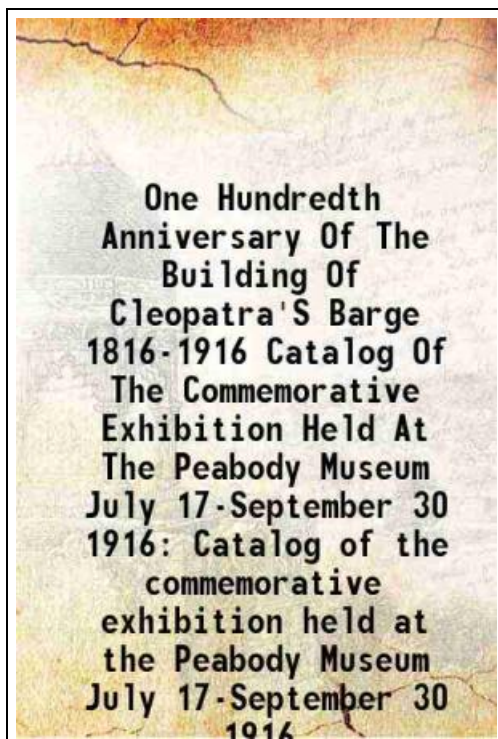 One Hundredth
Anniversary Of The
Building Of
Cleopatra'S Barge
1816-1916 Catalog Of
The Commemorative
Exhibition Held At
The Peabody Museum
July 17-September 30
1916: Catalog of the
commemorative
exhibition held at
the Peabody Museum
July 17-September 30
1916